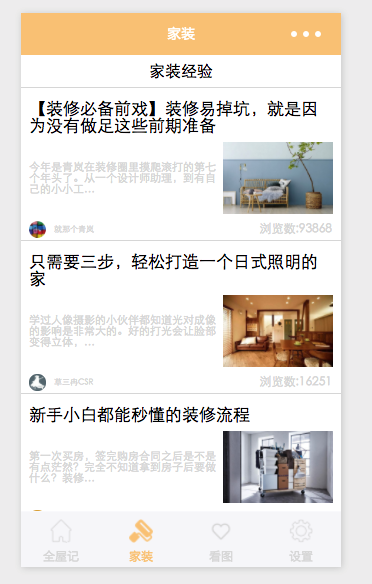 家装
家装经验
【装修必备前戏】装修易掉坑，就是因
为没有做足这些前期准备
今年是青岚在装修圈里摸爬滚打的第七
个年头了。从一个设计师助理，到有自
己的小小工...
就那个青岚
浏览数:93868
只需要三步，轻松打造一个日式照明的
家
学过人像摄影的小伙伴都知道光对成像
的影响是非常大的。好的打光会让脸部
变得立体，...
慕三冉CSR
浏览数:16251
新手小白都能秒懂的装修流程
第一次买房，签完购房合同之后是不是
有点茫然？完全不知道拿到房子后要做
什么？装修...
全屋记
家装
看图
设置